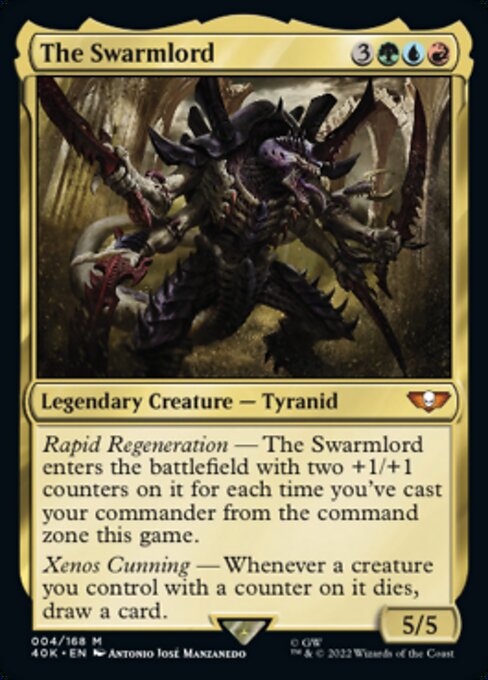 The Swarmlord 3
Legendary Creature — Tyranid
Rapid Regeneration — The Swarmlord
enters the battlefield with two +1/+1
counters on it for each time you've cast
your commander from the command
zone this game.
Xenos Cunning — Whenever a creature
you control with a counter on it dies,
draw a card.
5/5
004/168 M
40K • EN Antonio José Manzanedo
© GW
™ & © 2022 Wizards of the Coast